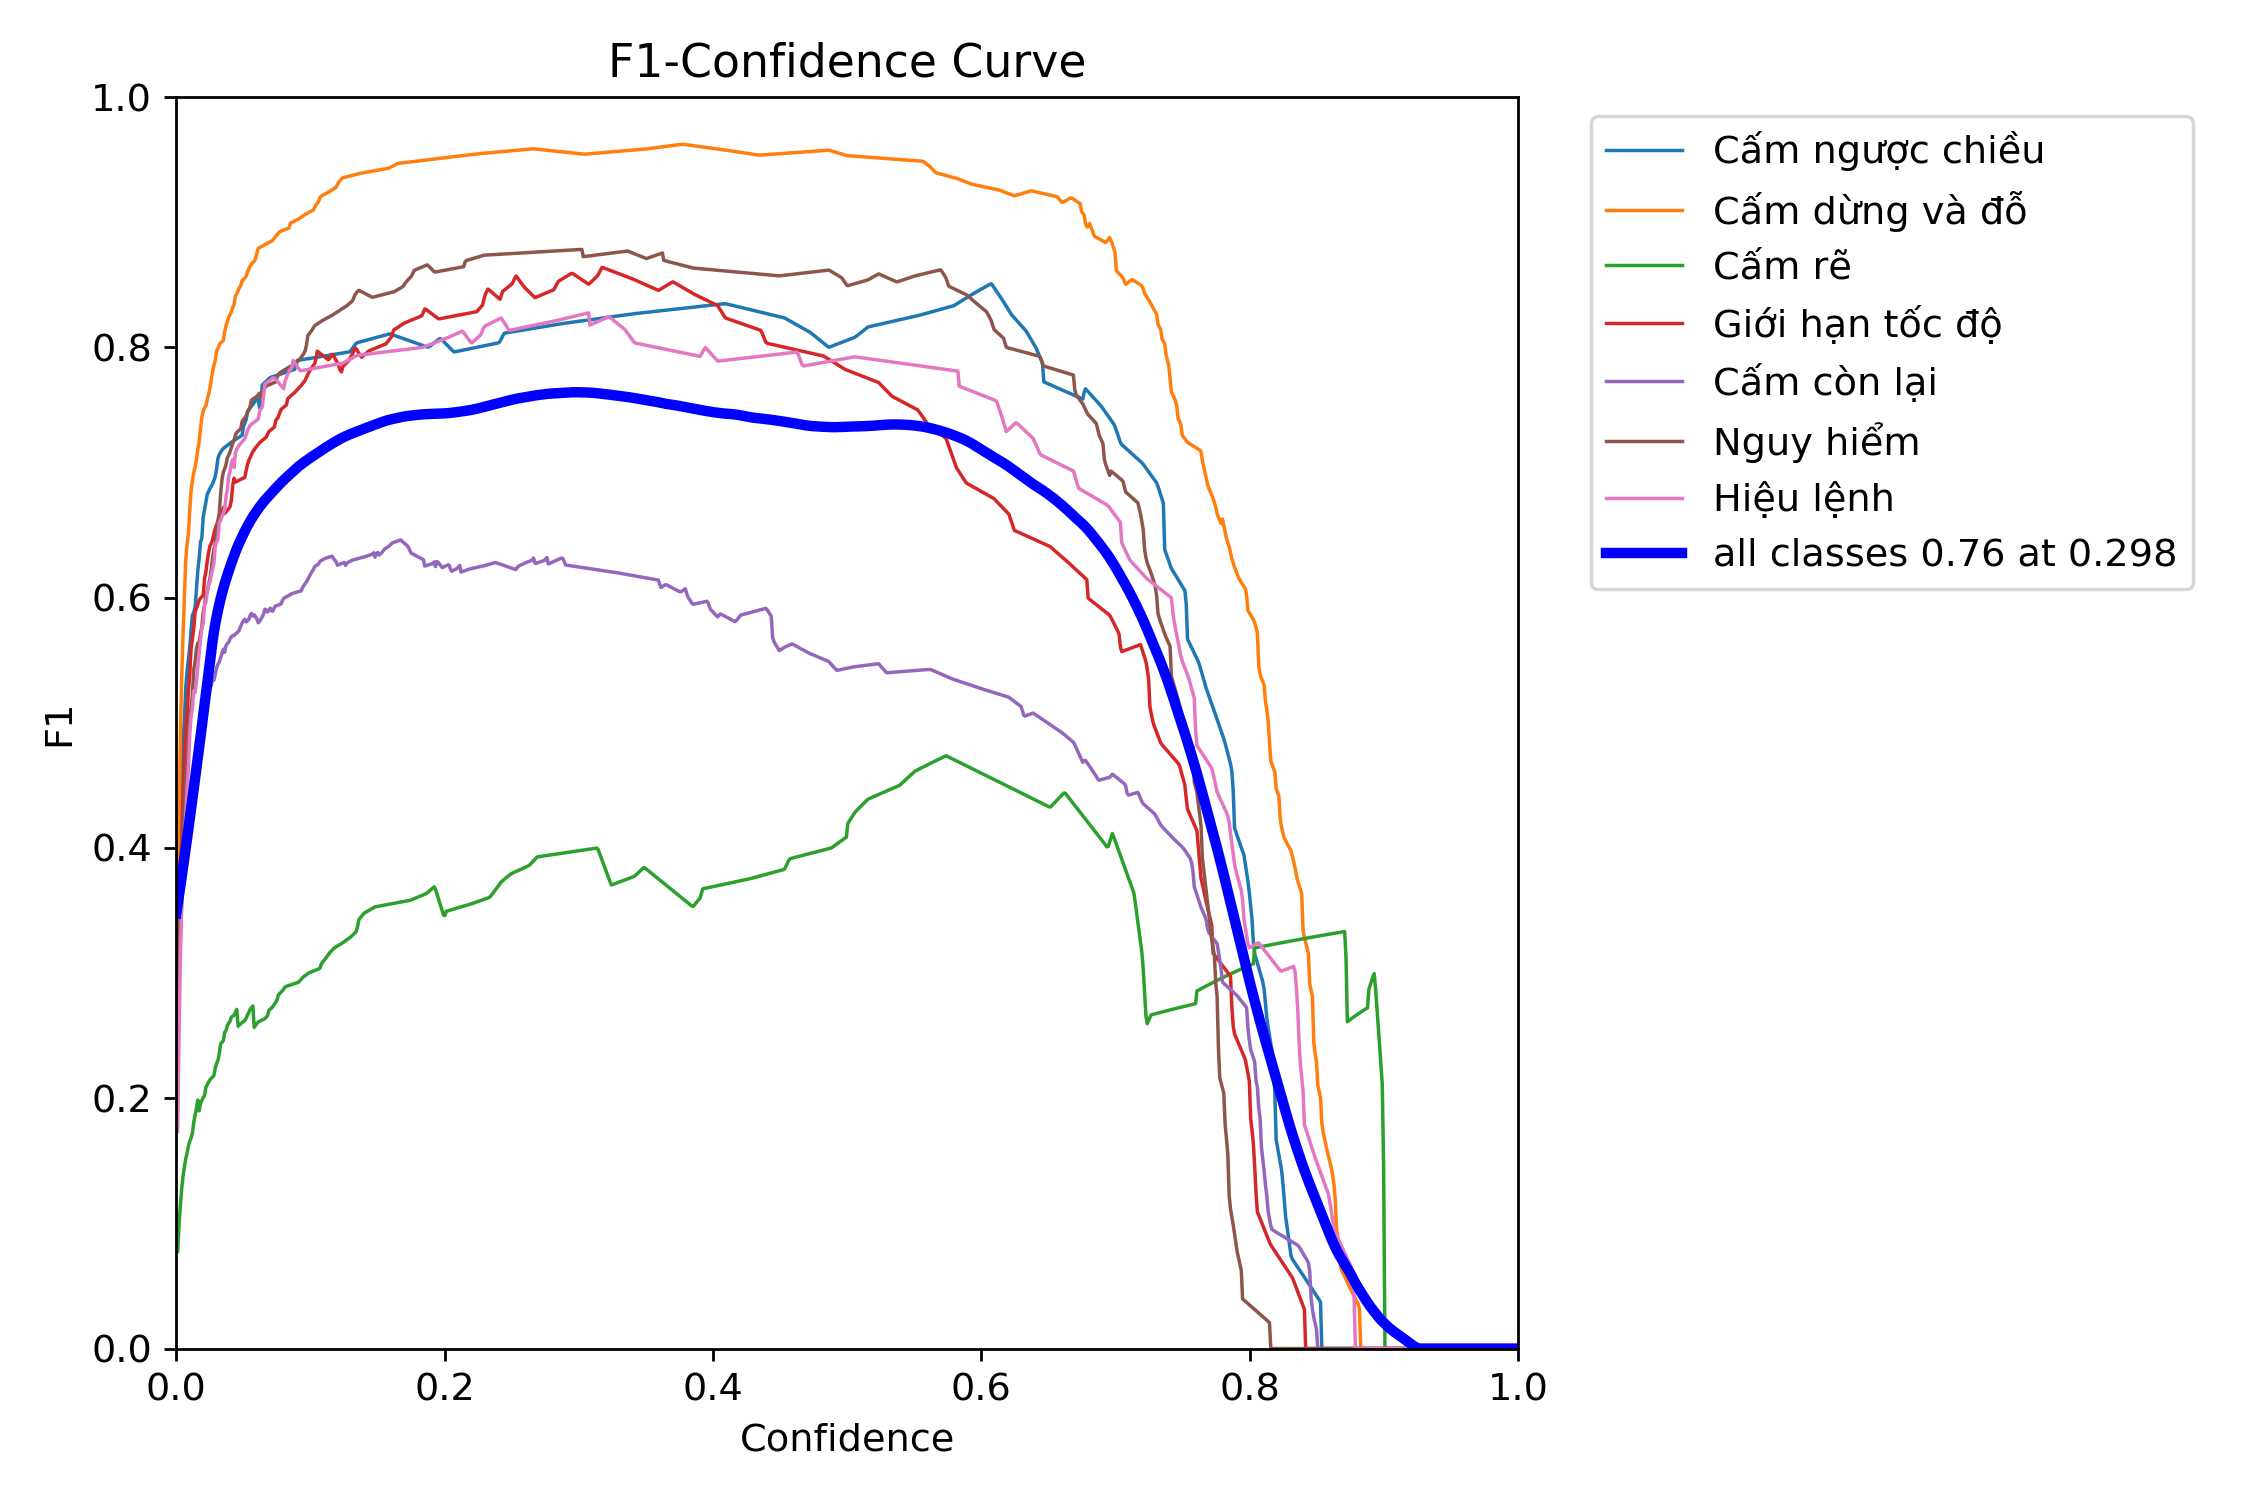 F1-Confidence Curve
1.0
0.8
0.6
0.4
0.2
0.0
F1
0.0 0.2 0.4 0.6 0.8 1.0
Confidence
Cấm ngược chiều
Cấm dừng và đỗ
Cấm rẽ
Giới hạn tốc độ
Cấm còn lại
Nguy hiểm
Hiệu lệnh
all classes 0.76 at 0.298